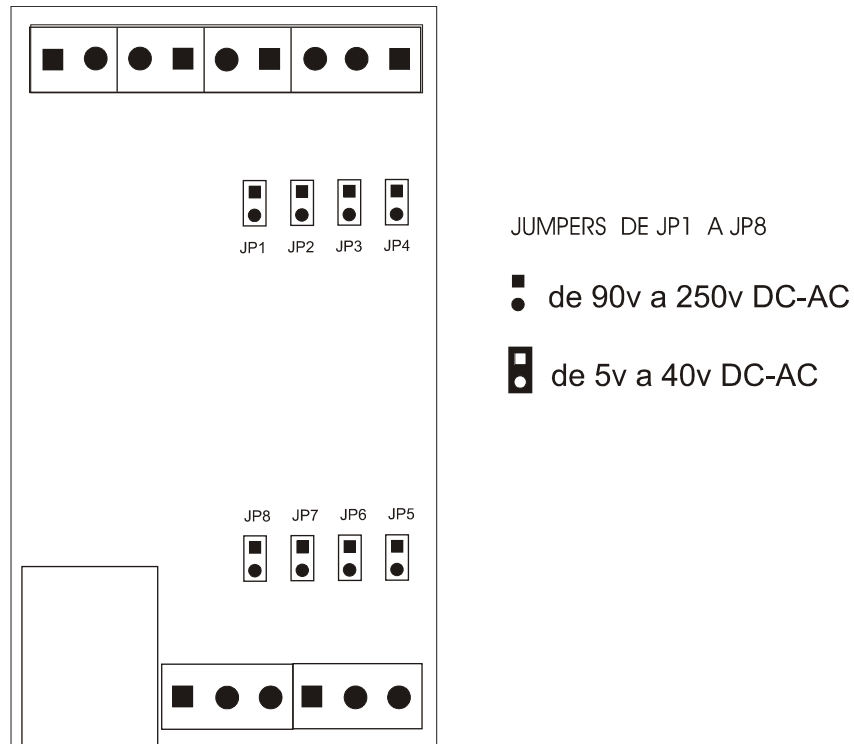 JP1 JP2 JP3 JP4
JUMPERS DE JP1 A JP8
de 90v a 250v DC-AC
de 5v a 40v DC-AC
JP8 JP7 JP6 JP5